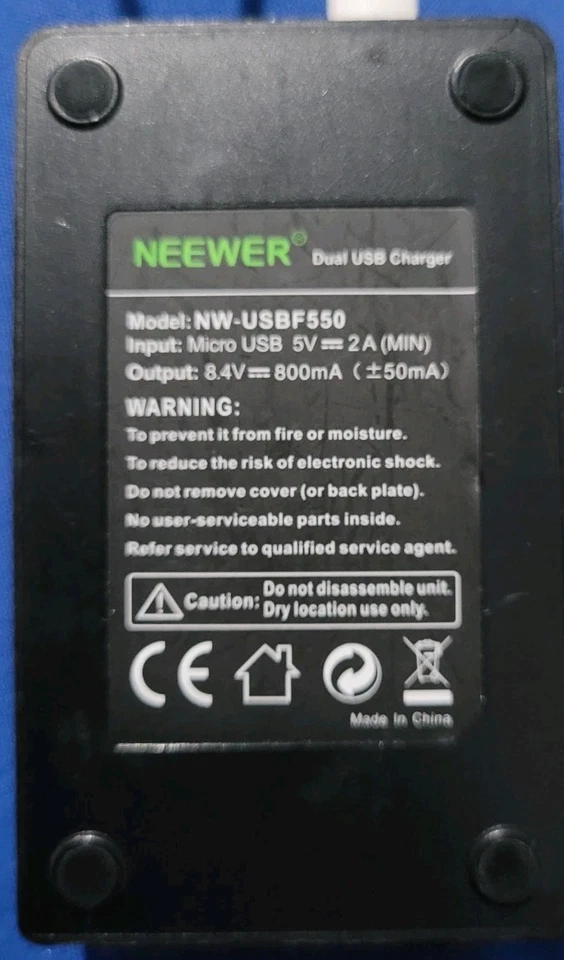 NEEWER® Dual USB Charger
Model: NW-USBF550
Input: Micro USB 5V⎓2A (MIN)
Output: 8.4V⎓800mA (±50mA)
WARNING:
To prevent it from fire or moisture.
To reduce the risk of electronic shock.
Do not remove cover (or back plate).
No user-serviceable parts inside.
Refer service to qualified service agent.
Caution: Do not disassemble unit.
Dry location use only.
CE
Made In China